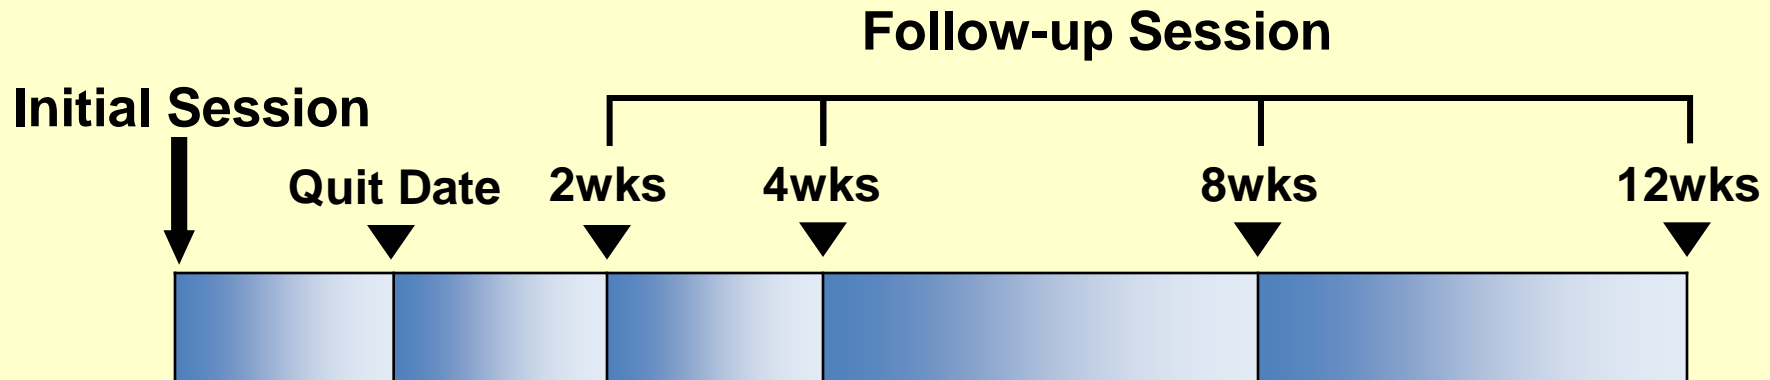 Follow-up Session
Initial Session
Quit Date 2wks 4wks 8wks 12wks